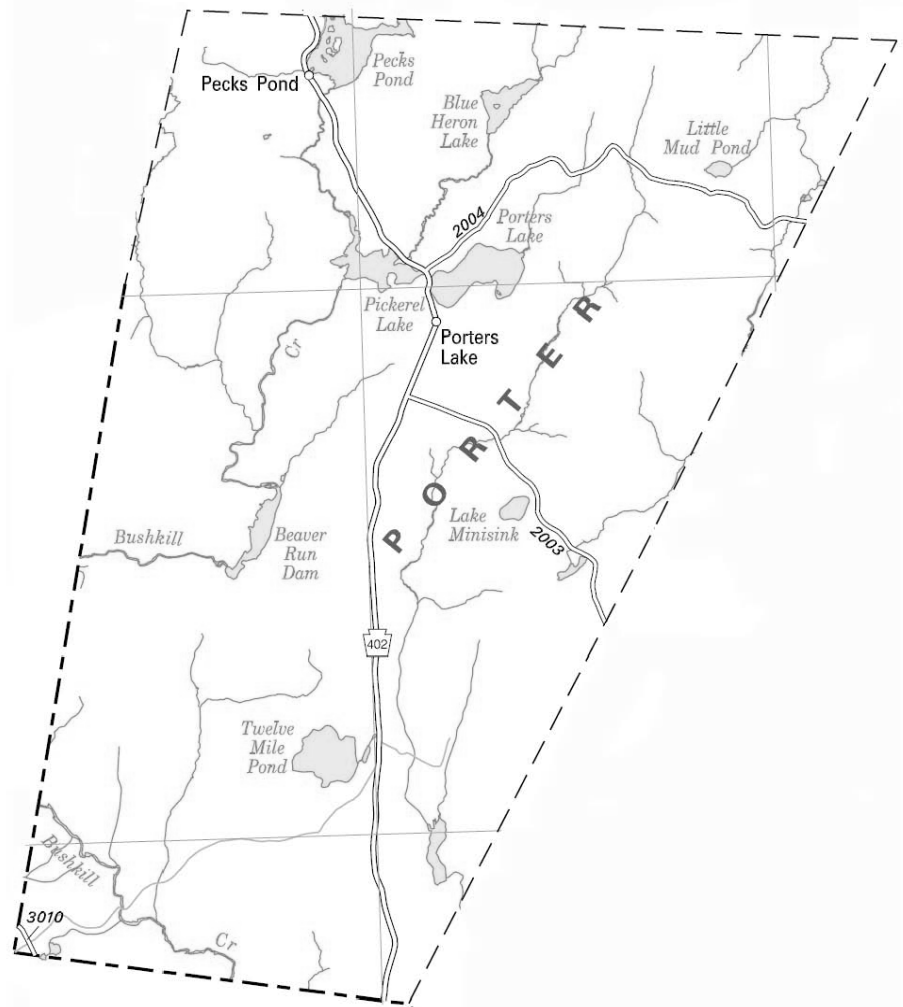 Pecks Pond
Pecks
Pond
Blue
Heron
Lake
Little
Mud Pond
2004
Porters
Lake
Pickerel
Lake
Porters
Lake
Cr
PORTER
Lake
Minisink
2003
Bushkill
Beaver
Run
Dam
402
Twelve
Mile
Pond
Bushkill
3010
Cr